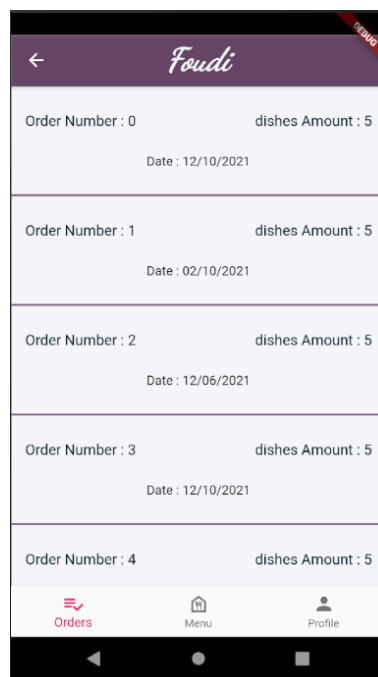 DEBUG
Foudi
Order Number : 0 dishes Amount : 5
Date : 12/10/2021
Order Number : 1 dishes Amount : 5
Date : 02/10/2021
Order Number : 2 dishes Amount : 5
Date : 12/06/2021
Order Number : 3 dishes Amount : 5
Date : 12/10/2021
Order Number : 4 dishes Amount : 5
Orders Menu Profile